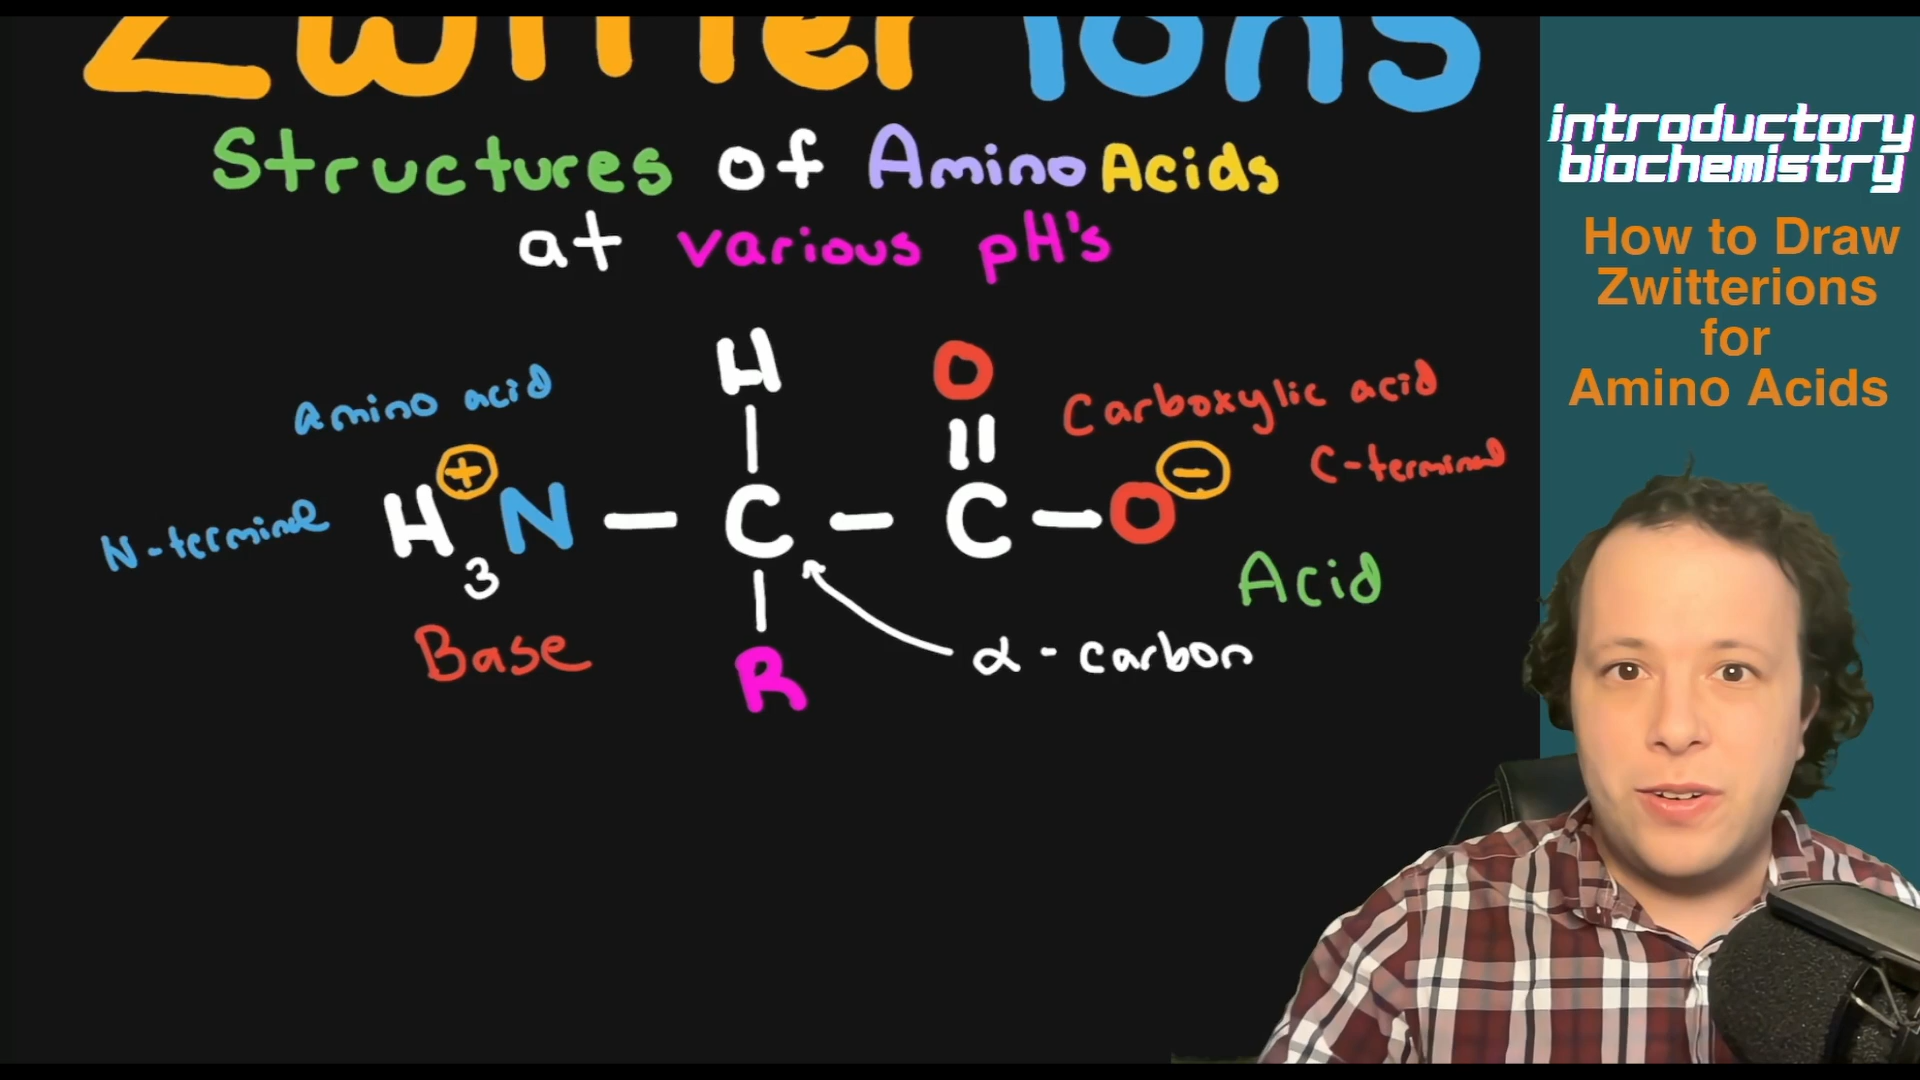 ZwitterIons
Structures of Amino Acids
at various pH's
introductory
biochemistry
How to Draw
Zwitterions
for
Amino Acids
H
O
amino acid
Carboxylic acid
+
−
C-terminal
N-terminal
H3N — C — C — O
Acid
Base
R
α-carbon